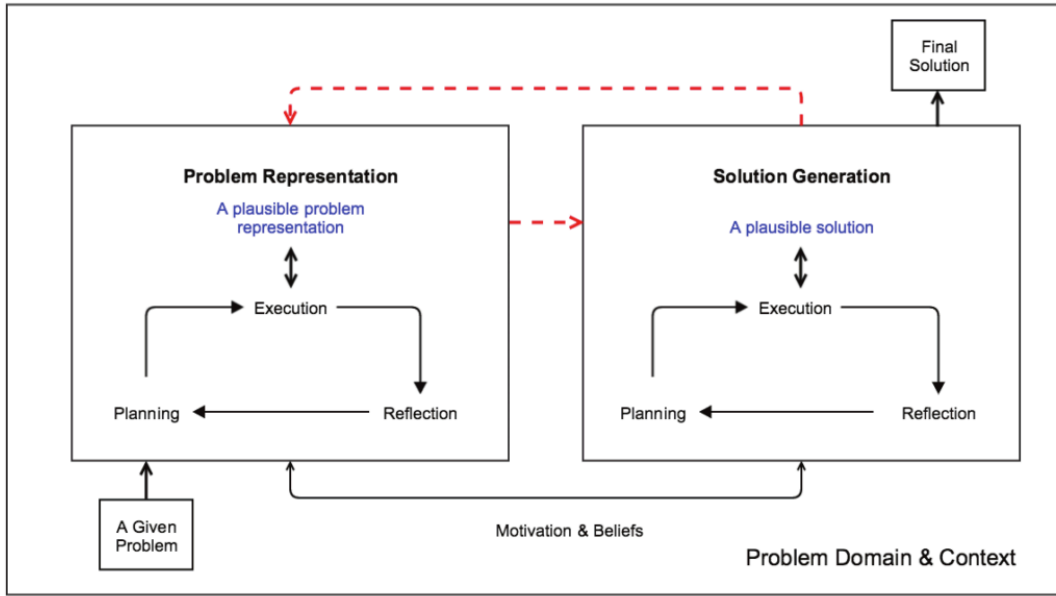 Final
Solution
Problem Representation
A plausible problem
representation
Execution
Planning
Reflection
Solution Generation
A plausible solution
Execution
Planning
Reflection
A Given
Problem
Motivation & Beliefs
Problem Domain & Context